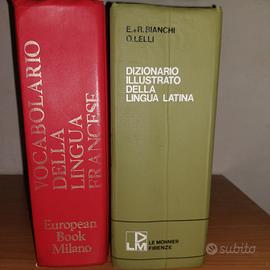 VOCABOLARIO
DELLA
LINGUA
FRANCESE
European
Book
Milano
E.+R.BIANCHI
O.LELLI
DIZIONARIO
ILLUSTRATO
DELLA
LINGUA LATINA
LM
LE MONNIER
FIRENZE
subito